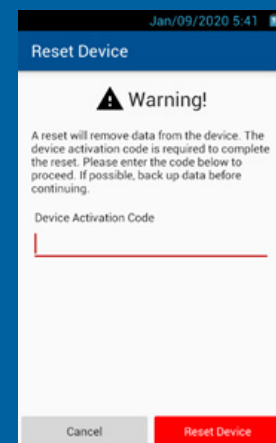 Jan/09/2020 5:41
Reset Device
Warning!
A reset will remove data from the device. The
device activation code is required to complete
the reset. Please enter the code below to
proceed. If possible, back up data before
continuing.
Device Activation Code
Cancel Reset Device